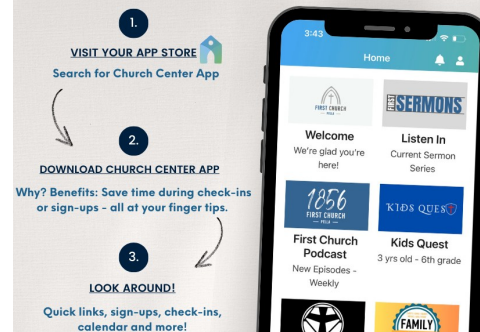 1.
VISIT YOUR APP STORE
Search for Church Center App
2.
DOWNLOAD CHURCH CENTER APP
Why? Benefits: Save time during check-ins
or sign-ups - all at your finger tips.
3.
LOOK AROUND!
Quick links, sign-ups, check-ins,
calendar and more!
3:43
Home
FIRST CHURCH
PELLA
Welcome
We're glad you're
here!
FIRST SERMONS
Listen In
Current Sermon
Series
1856
FIRST CHURCH
PELLA
First Church
Podcast
New Episodes -
Weekly
KIDS QUEST
Kids Quest
3 yrs old - 6th grade
FAMILY